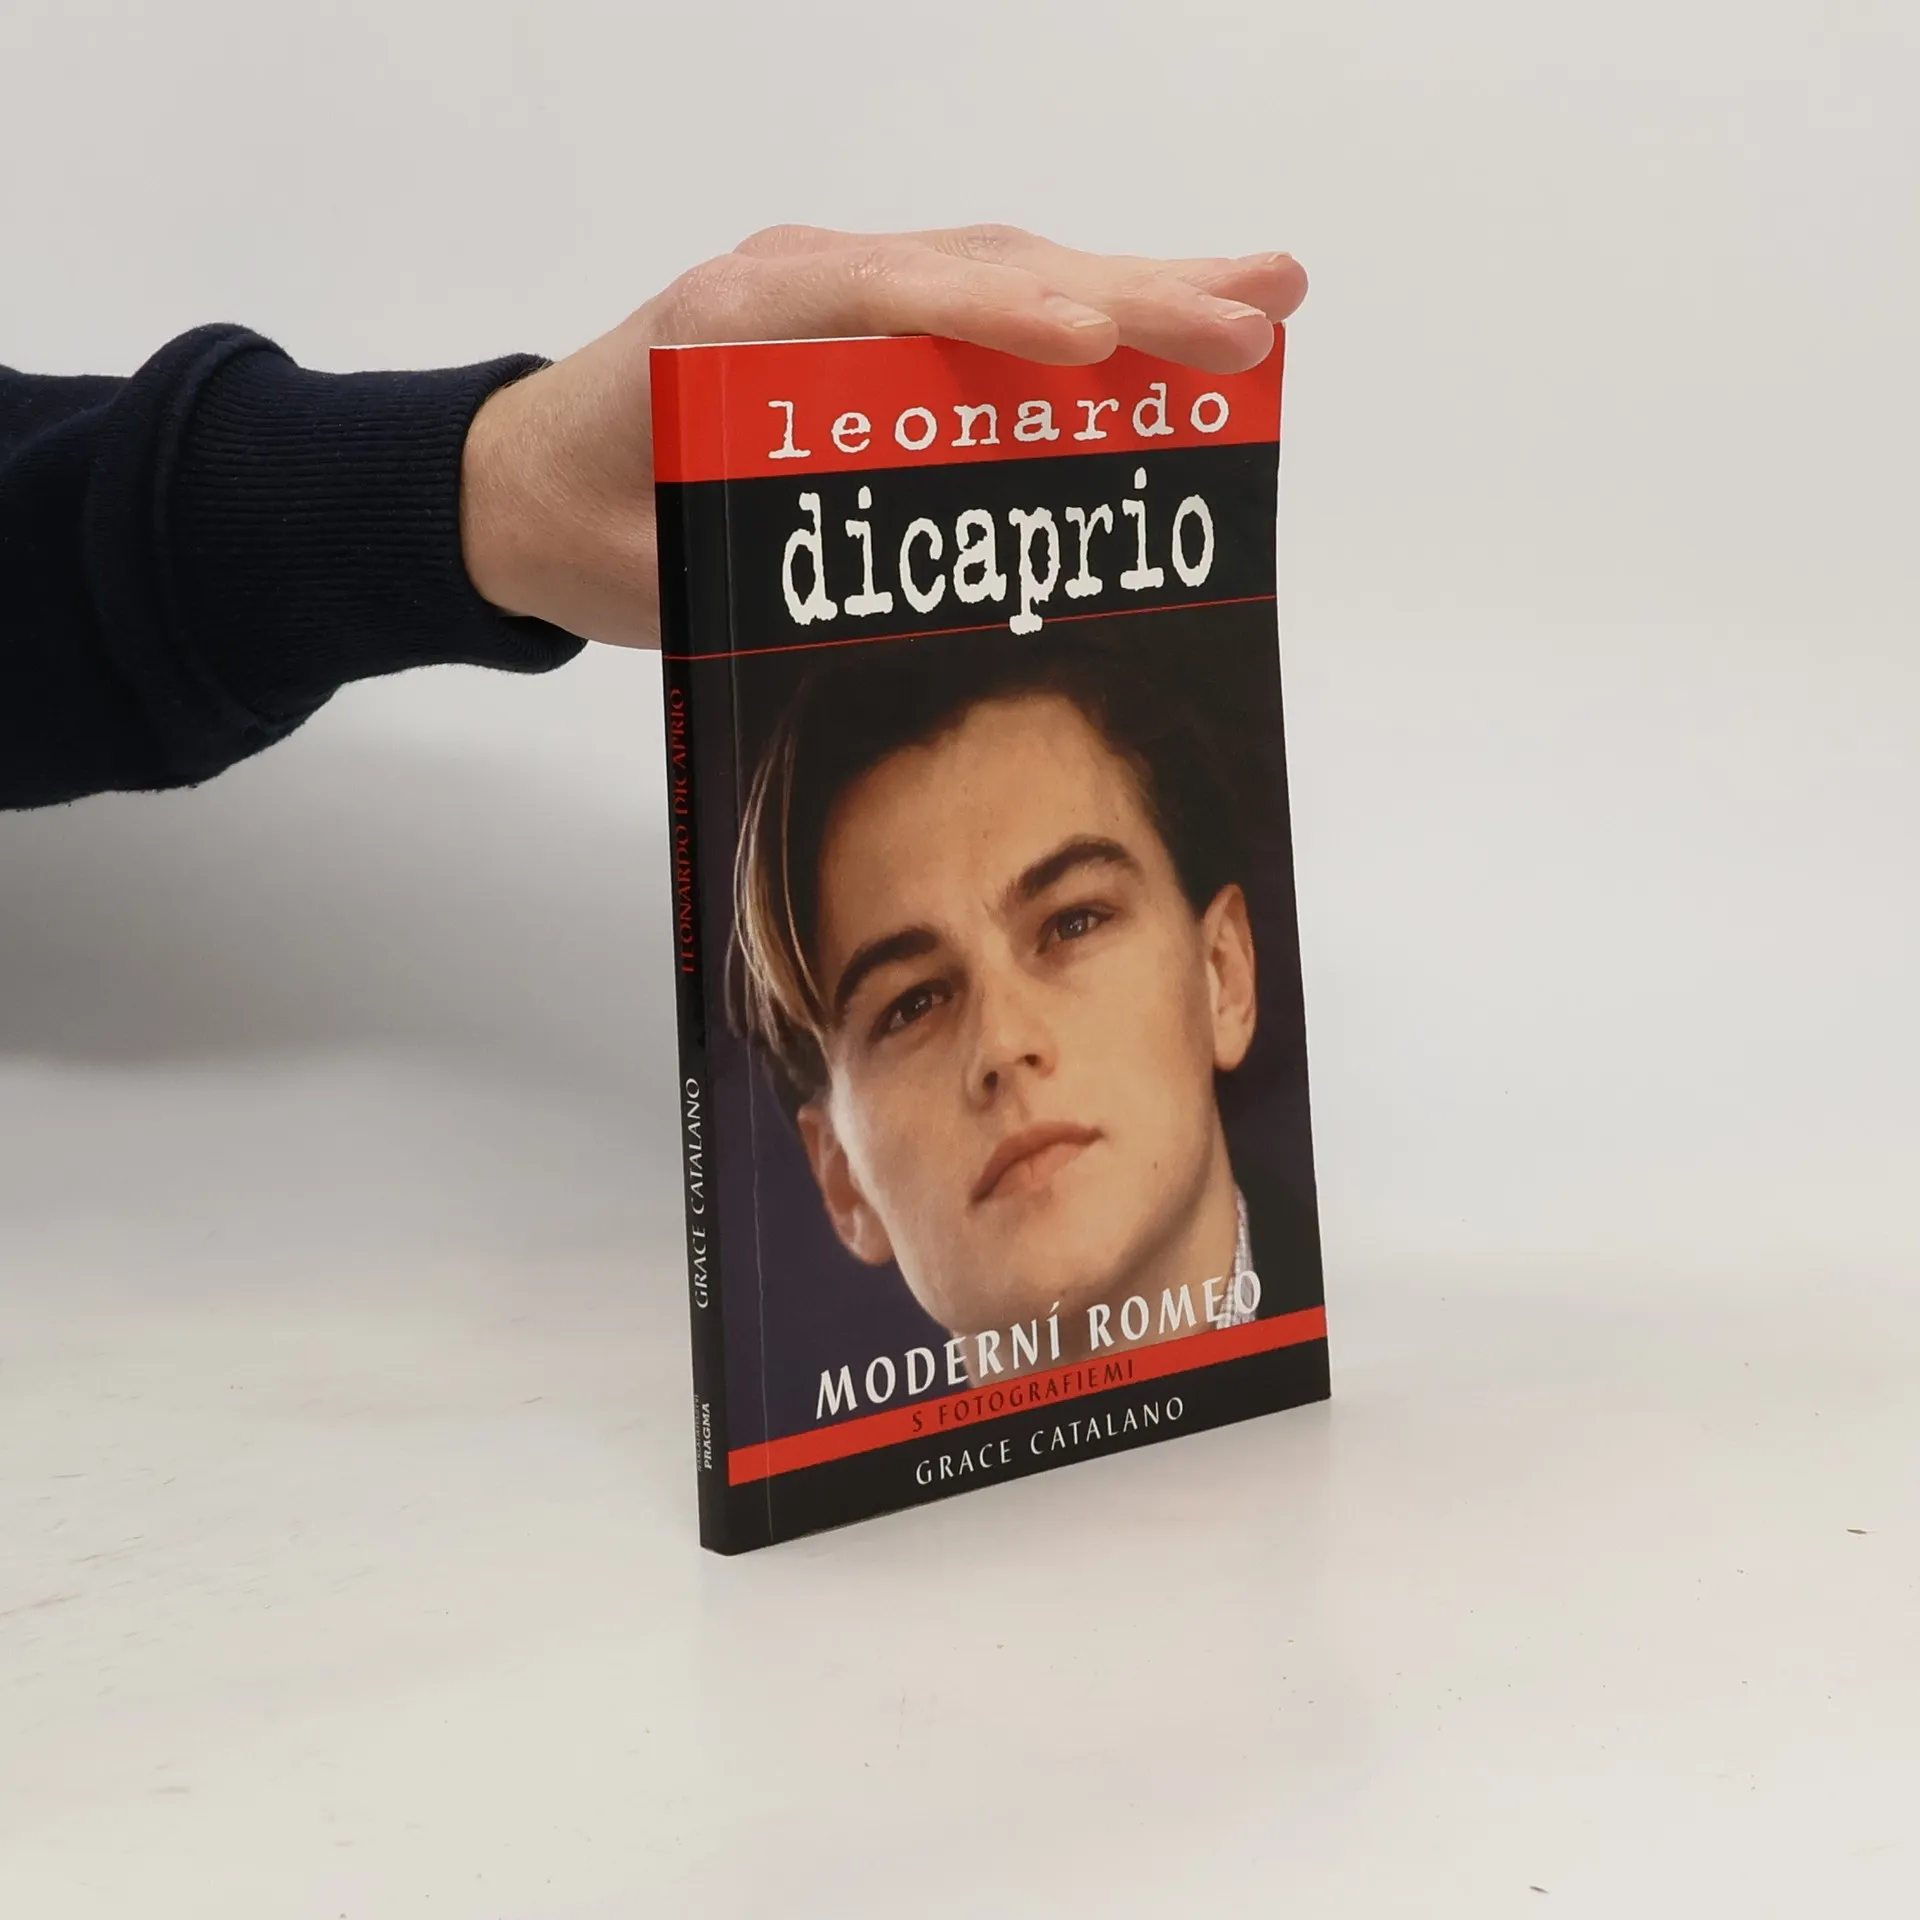 leonardo
dicaprio
MODERNÍ ROMEO
S FOTOGRAFIEMI
GRACE CATALANO
LEONARDO DICAPRIO
GRACE CATALANO
PRAGMA